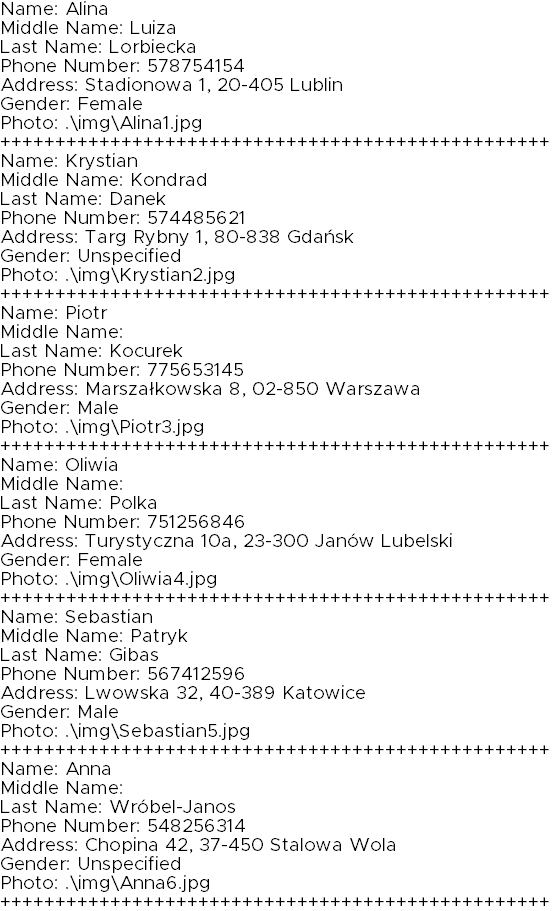 Name: Alina
Middle Name: Luiza
Last Name: Lorbiecka
Phone Number: 578754154
Address: Stadionowa 1, 20-405 Lublin
Gender: Female
Photo: .\img\Alina1.jpg
++++++++++++++++++++++++++++++++++++++++++++++++++
Name: Krystian
Middle Name: Kondrad
Last Name: Danek
Phone Number: 574485621
Address: Targ Rybny 1, 80-838 Gdańsk
Gender: Unspecified
Photo: .\img\Krystian2.jpg
++++++++++++++++++++++++++++++++++++++++++++++++++
Name: Piotr
Middle Name:
Last Name: Kocurek
Phone Number: 775653145
Address: Marszałkowska 8, 02-850 Warszawa
Gender: Male
Photo: .\img\Piotr3.jpg
++++++++++++++++++++++++++++++++++++++++++++++++++
Name: Oliwia
Middle Name:
Last Name: Polka
Phone Number: 751256846
Address: Turystyczna 10a, 23-300 Janów Lubelski
Gender: Female
Photo: .\img\Oliwia4.jpg
++++++++++++++++++++++++++++++++++++++++++++++++++
Name: Sebastian
Middle Name: Patryk
Last Name: Gibas
Phone Number: 567412596
Address: Lwowska 32, 40-389 Katowice
Gender: Male
Photo: .\img\Sebastian5.jpg
++++++++++++++++++++++++++++++++++++++++++++++++++
Name: Anna
Middle Name:
Last Name: Wróbel-Janos
Phone Number: 548256314
Address: Chopina 42, 37-450 Stalowa Wola
Gender: Unspecified
Photo: .\img\Anna6.jpg
++++++++++++++++++++++++++++++++++++++++++++++++++